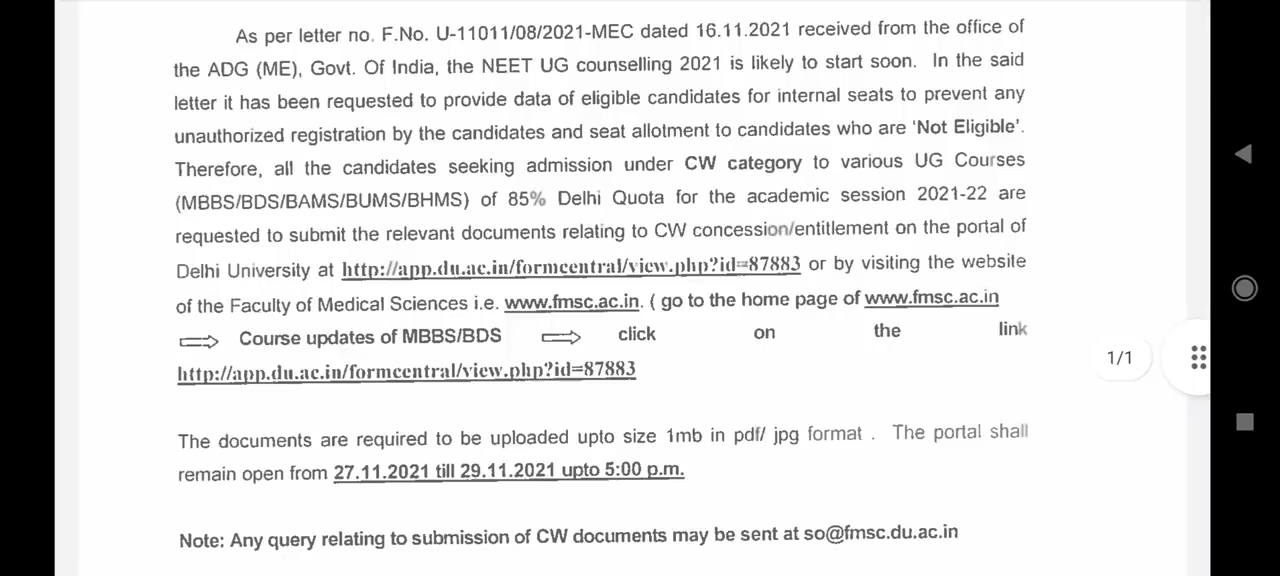 As per letter no. F.No. U-11011/08/2021-MEC dated 16.11.2021 received from the office of
the ADG (ME), Govt. Of India, the NEET UG counselling 2021 is likely to start soon. In the said
letter it has been requested to provide data of eligible candidates for internal seats to prevent any
unauthorized registration by the candidates and seat allotment to candidates who are 'Not Eligible'.
Therefore, all the candidates seeking admission under CW category to various UG Courses
(MBBS/BDS/BAMS/BUMS/BHMS) of 85% Delhi Quota for the academic session 2021-22 are
requested to submit the relevant documents relating to CW concession/entitlement on the portal of
Delhi University at http://app.du.ac.in/formcentral/view.php?id=87883 or by visiting the website
of the Faculty of Medical Sciences i.e. www.fmsc.ac.in. ( go to the home page of www.fmsc.ac.in
⇒ Course updates of MBBS/BDS ⇒ click on the link
http://app.du.ac.in/formcentral/view.php?id=87883
1/1
The documents are required to be uploaded upto size 1mb in pdf/ jpg format . The portal shall
remain open from 27.11.2021 till 29.11.2021 upto 5:00 p.m.
Note: Any query relating to submission of CW documents may be sent at so@fmsc.du.ac.in